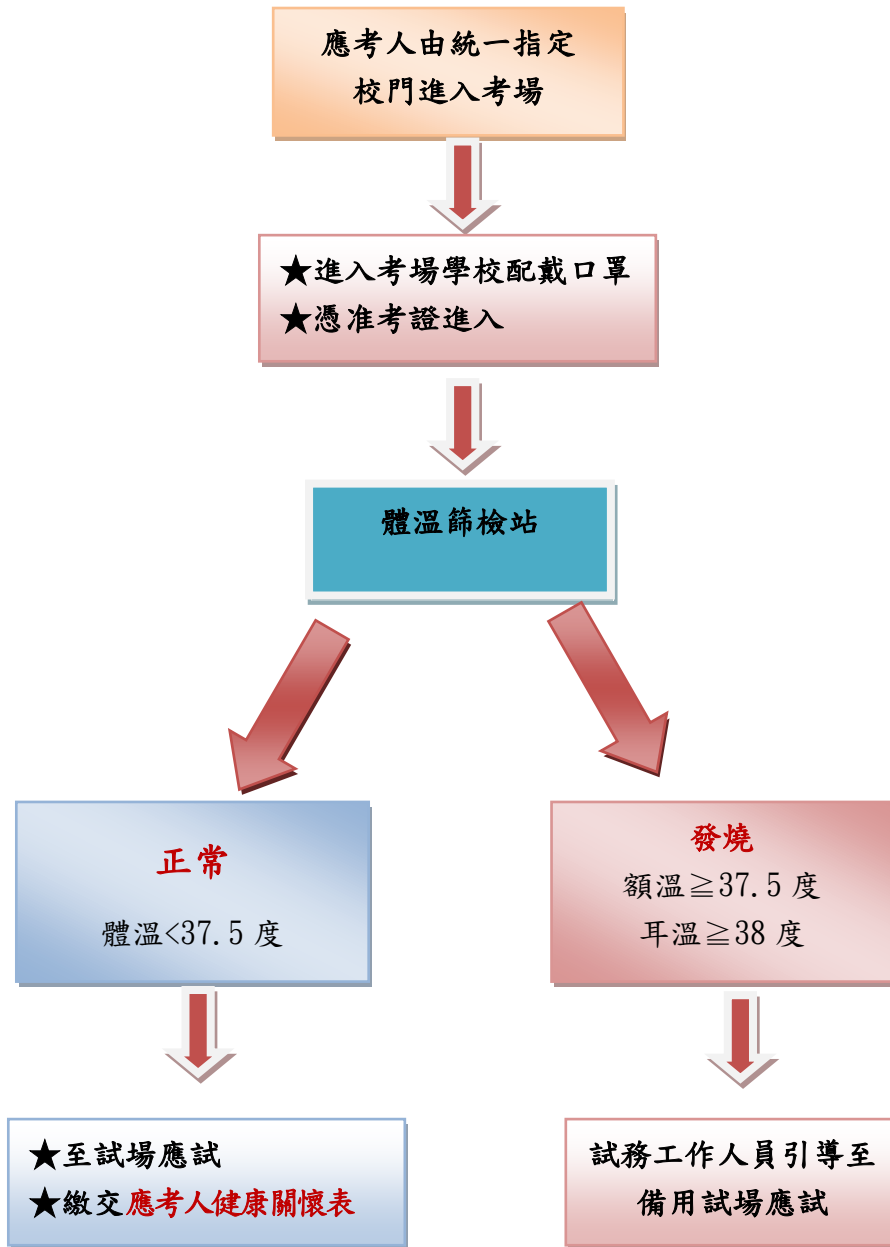 應考人由統一指定
校門進入考場
★進入考場學校配戴口罩
★憑准考證進入
體溫篩檢站
正常
體溫<37.5 度
發燒
額溫≧37.5 度
耳溫≧38 度
★至試場應試
★繳交應考人健康關懷表
試務工作人員引導至
備用試場應試